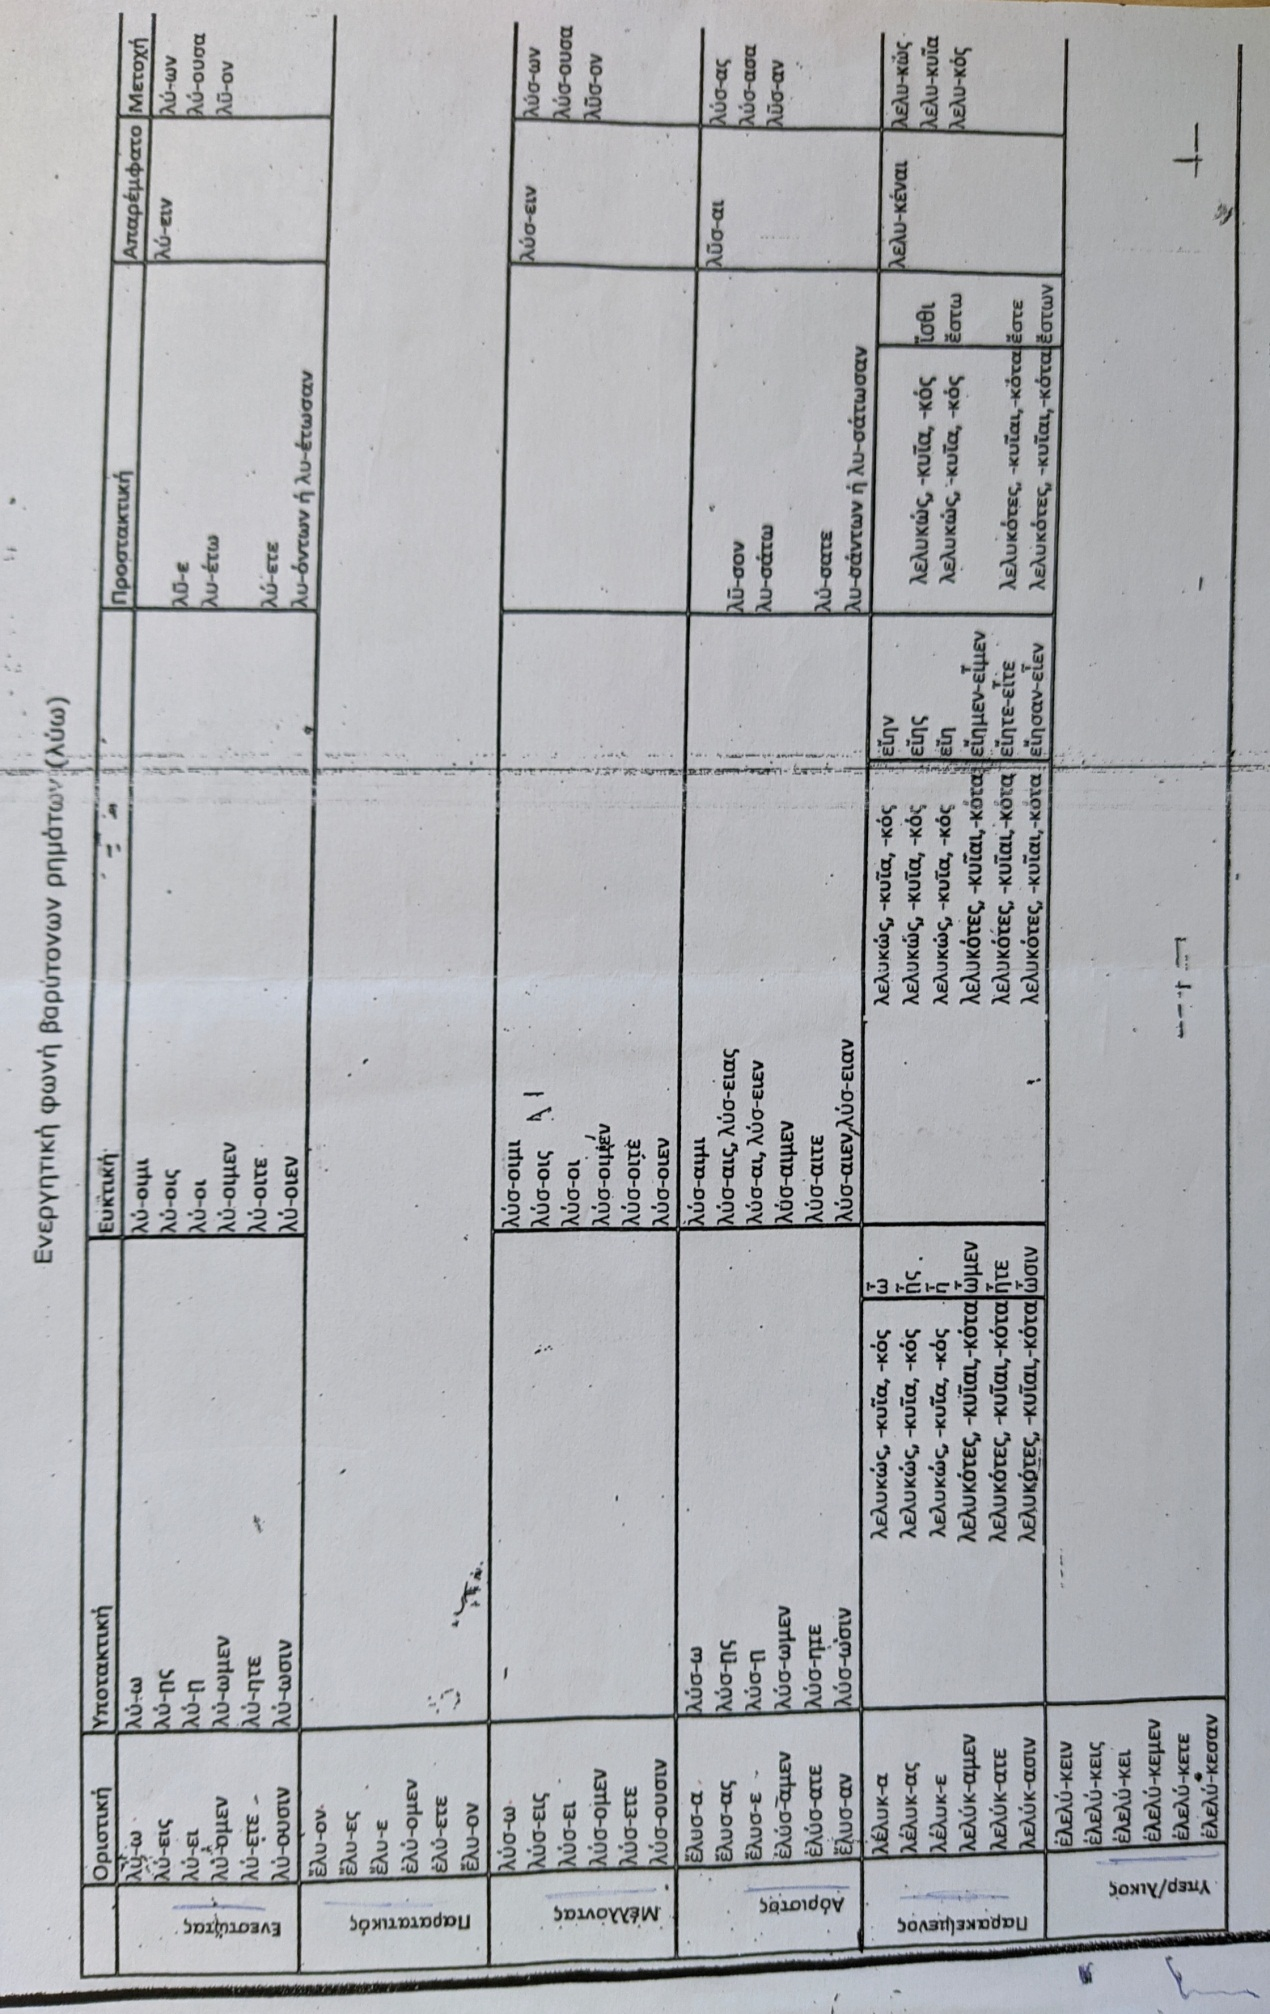 Ενεργητική φωνή βαρύτονων ρημάτων (λύω)
Οριστική Υποτακτική Ευκτική Προστακτική Απαρέμφατο Μετοχή
Ενεστώτας
λύ-ω λύ-ω λύ-οιμι λύ-ειν λύ-ων
λύ-εις λύ-ῃς λύ-οις λῦ-ε λύ-ουσα
λύ-ει λύ-ῃ λύ-οι λυ-έτω λῦ-ον
λύ-ομεν λύ-ωμεν λύ-οιμεν
λύ-ετε λύ-ητε λύ-οιτε λύ-ετε
λύ-ουσιν λύ-ωσιν λύ-οιεν λυ-όντων ή λυ-έτωσαν
Παρατατικός
ἔλυ-ον
ἔλυ-ες
ἔλυ-ε
ἐλύ-ομεν
ἐλύ-ετε
ἔλυ-ον
Μέλλοντας
λύσ-ω λύσ-οιμι λύσ-ειν λύσ-ων
λύσ-εις λύσ-οις λύσ-ουσα
λύσ-ει λύσ-οι λῦσ-ον
λύσ-ομεν λύσ-οιμεν
λύσ-ετε λύσ-οιτε
λύσ-ουσιν λύσ-οιεν
Αόριστος
ἔλυσ-α λύσ-ω λύσ-αιμι λῦσ-αι λύσ-ας
ἔλυσ-ας λύσ-ῃς λύσ-αις, λύσ-ειας λῦ-σον λύσ-ασα
ἔλυσ-ε λύσ-ῃ λύσ-αι, λύσ-ειεν λυ-σάτω λῦσ-αν
ἐλύσ-αμεν λύσ-ωμεν λύσ-αιμεν
ἐλύσ-ατε λύσ-ητε λύσ-αιτε λύ-σατε
ἔλυσ-αν λύσ-ωσιν λύσ-αιεν, λύσ-ειαν λυ-σάντων ή λυ-σάτωσαν
Παρακείμενος
λέλυκ-α λελυκώς, -κυῖα, -κός ὦ λελυκώς, -κυῖα, -κός εἴην λελυ-κέναι λελυ-κώς
λέλυκ-ας λελυκώς, -κυῖα, -κός ᾖς λελυκώς, -κυῖα, -κός εἴης λελυκώς, -κυῖα, -κός ἴσθι λελυ-κυῖα
λέλυκ-ε λελυκώς, -κυῖα, -κός ᾖ λελυκώς, -κυῖα, -κός εἴη λελυκώς, -κυῖα, -κός ἔστω λελυ-κός
λελύκ-αμεν λελυκότες, -κυῖαι,-κότα ὦμεν λελυκότες, -κυῖαι,-κότα εἴημεν-εἶμεν
λελύκ-ατε λελυκότες, -κυῖαι,-κότα ἦτε λελυκότες, -κυῖαι,-κότα εἴητε-εἶτε λελυκότες, -κυῖαι,-κότα ἔστε
λελύκ-ασιν λελυκότες, -κυῖαι,-κότα ὦσιν λελυκότες, -κυῖαι,-κότα εἴησαν-εἶεν λελυκότες, -κυῖαι,-κότα ἔστων
Υπερ/λικος
ἐλελύ-κειν
ἐλελύ-κεις
ἐλελύ-κει
ἐλελύ-κεμεν
ἐλελύ-κετε
ἐλελύ-κεσαν